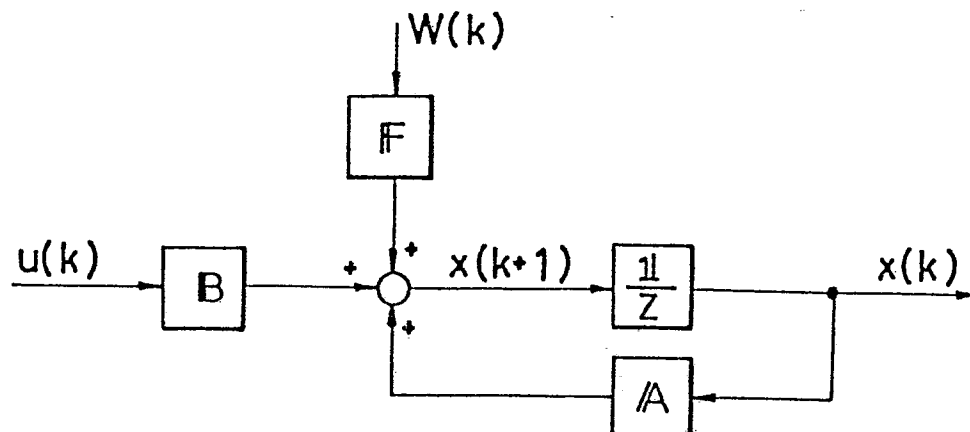 W(k)
F
+
u(k)
B
+
x(k+1)
1
Z
x(k)
+
A